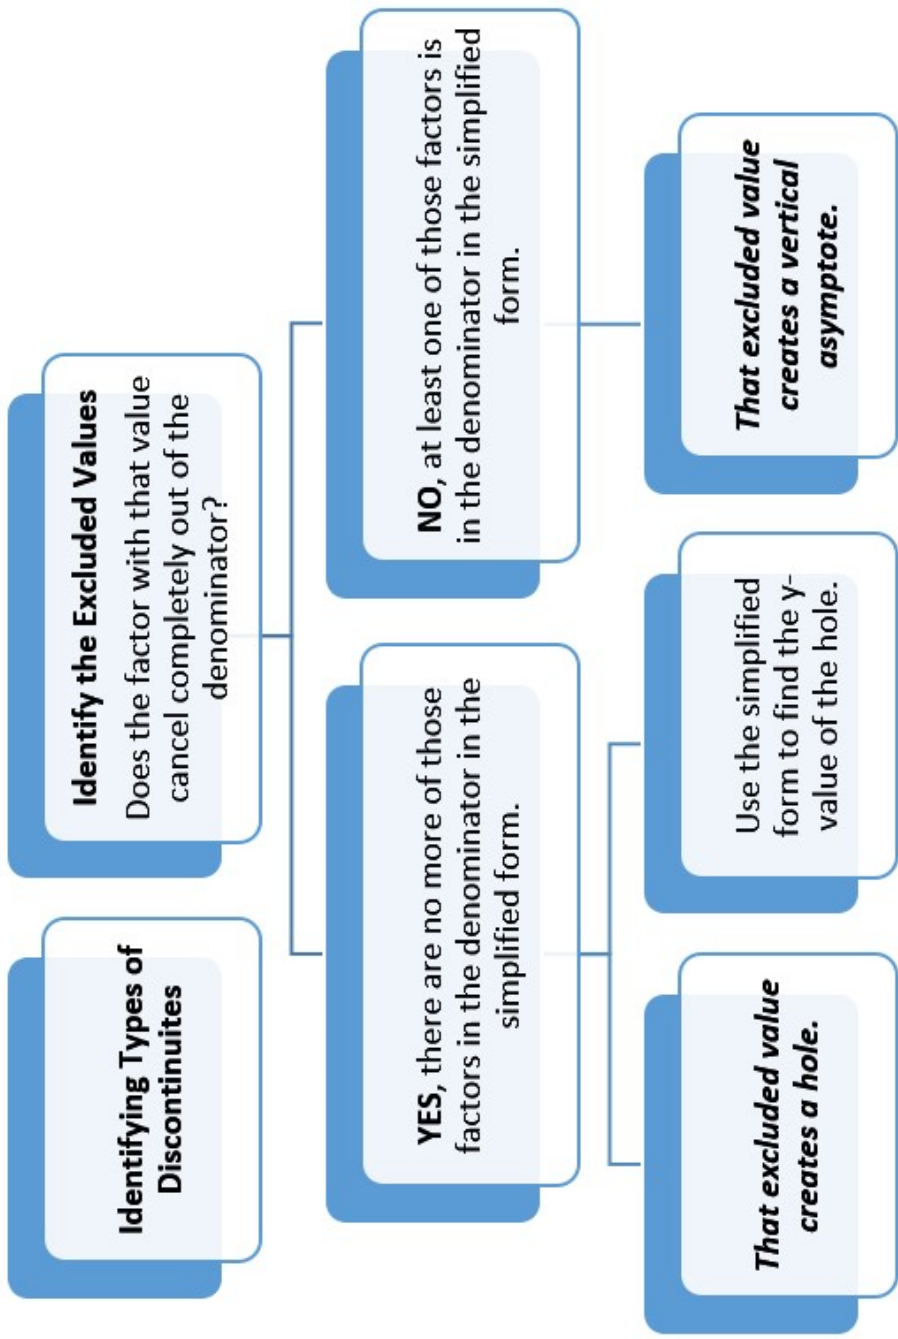 Identifying Types of
Discontinuites
Identify the Excluded Values
Does the factor with that value
cancel completely out of the
denominator?
YES, there are no more of those
factors in the denominator in the
simplified form.
NO, at least one of those factors is
in the denominator in the simplified
form.
That excluded value
creates a hole.
Use the simplified
form to find the y-
value of the hole.
That excluded value
creates a vertical
asymptote.